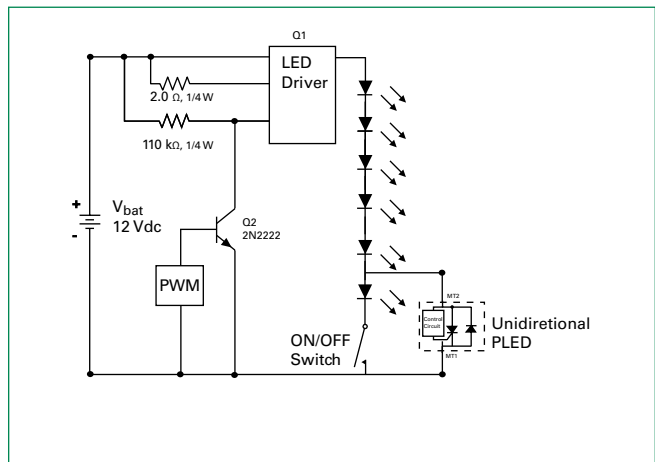 Q1
LED
Driver
2.0 Ω, 1/4 W
110 kΩ, 1/4 W
+
V bat
12 Vdc
-
Q2
2N2222
PWM
ON/OFF
Switch
MT2
Control
Circuit
MT1
Unidiretional
PLED